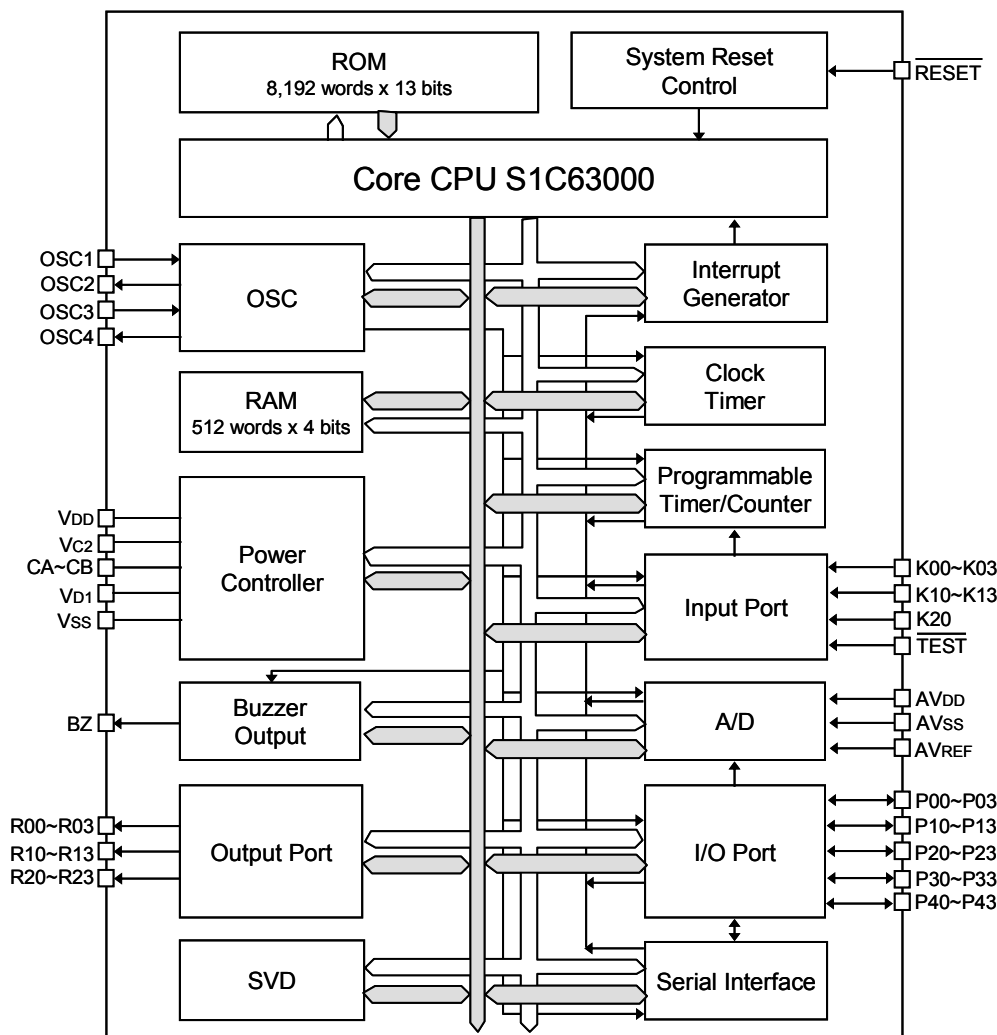 ROM
8,192 words x 13 bits
System Reset
Control
RESET
Core CPU S1C63000
OSC1
OSC2
OSC3
OSC4
OSC
Interrupt
Generator
RAM
512 words x 4 bits
Clock
Timer
Programmable
Timer/Counter
VDD
VC2
CA~CB
VD1
VSS
Power
Controller
Input Port
K00~K03
K10~K13
K20
TEST
BZ
Buzzer
Output
A/D
AVDD
AVSS
AVREF
R00~R03
R10~R13
R20~R23
Output Port
I/O Port
P00~P03
P10~P13
P20~P23
P30~P33
P40~P43
SVD
Serial Interface